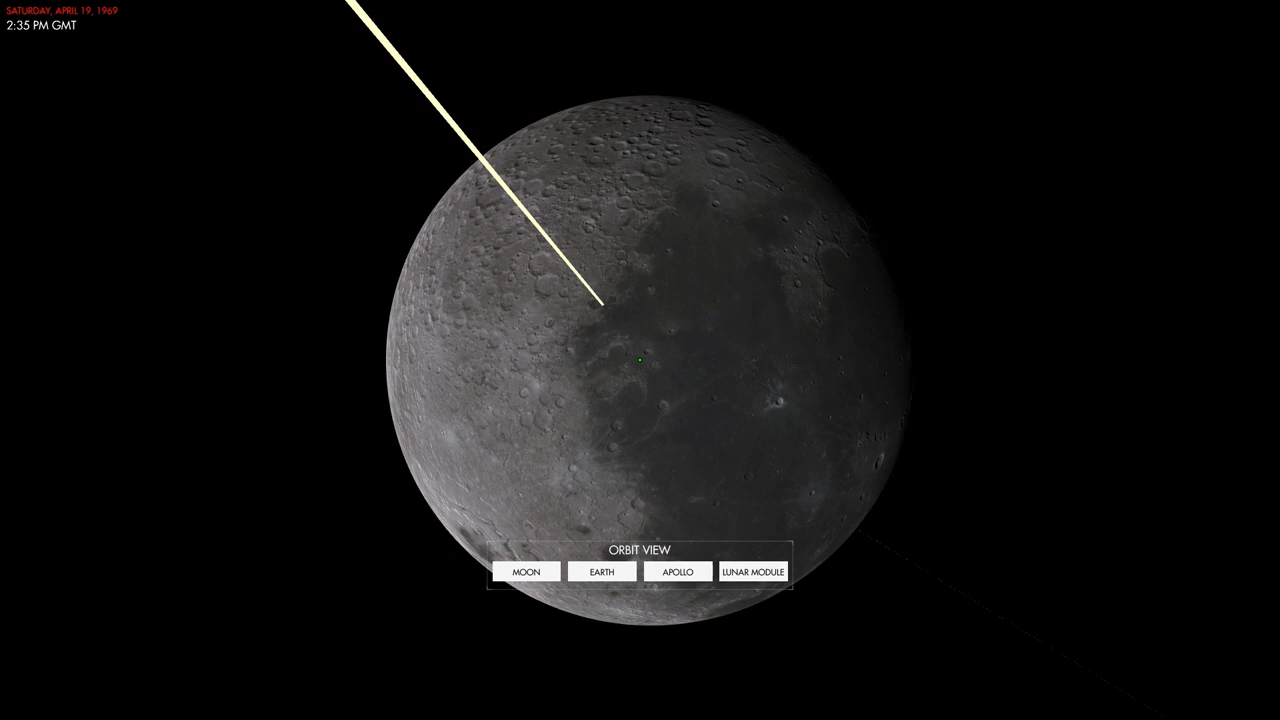 SATURDAY, APRIL 19, 1969
2:35 PM GMT
ORBIT VIEW
MOON EARTH APOLLO LUNAR MODULE